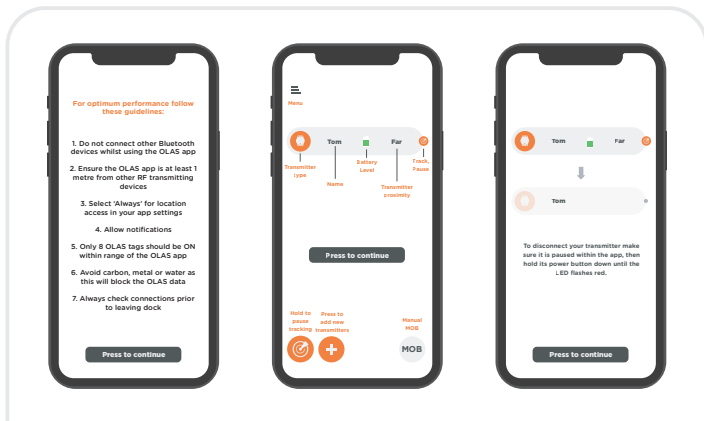 For optimum performance follow
these guidelines:
1. Do not connect other Bluetooth
devices whilst using the OLAS app
2. Ensure the OLAS app is at least 1
metre from other RF transmitting
devices
3. Select 'Always' for location
access in your app settings
4. Allow notifications
5. Only 8 OLAS tags should be ON
within range of the OLAS app
6. Avoid carbon, metal or water as
this will block the OLAS data
7. Always check connections prior
to leaving dock
Press to continue
Menu
Tom
Far
Transmitter
Type
Name
Battery
Level
Transmitter
proximity
Track,
Pause
Press to continue
Hold to
pause
tracking
Press to
add new
transmitters
Manual
MOB
MOB
Tom
Far
Tom
To disconnect your transmitter make
sure it is paused within the app, then
hold its power button down until the
LED flashes red.
Press to continue